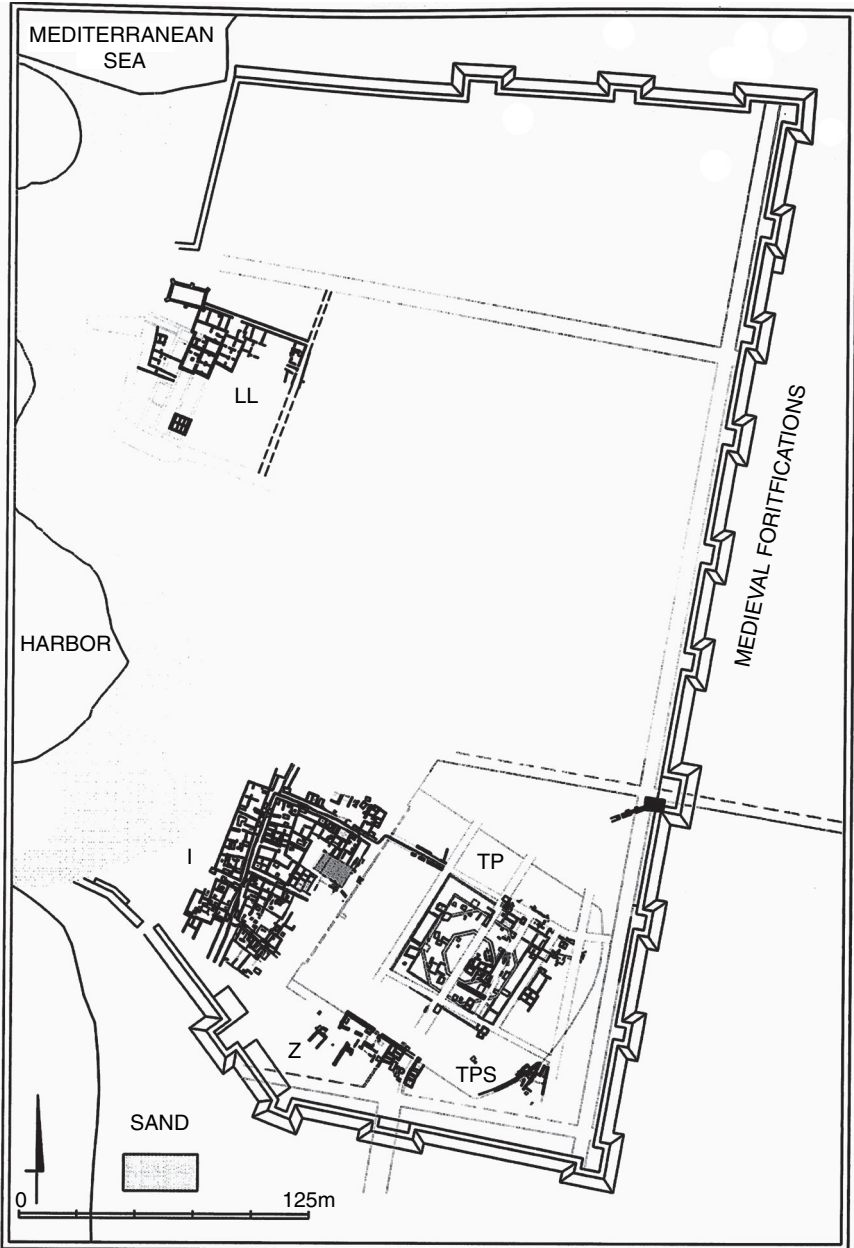 MEDITERRANEAN
SEA
LL
MEDIEVAL FORITFICATIONS
HARBOR
I
TP
Z
TPS
SAND
0
125m